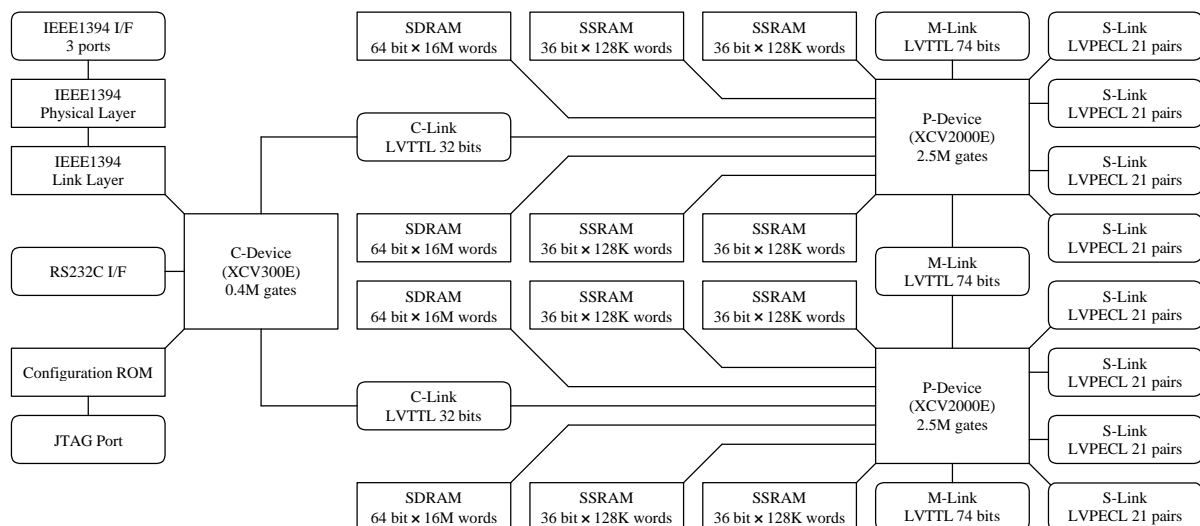 IEEE1394 I/F
3 ports
SDRAM
64 bit × 16M words
SSRAM
36 bit × 128K words
SSRAM
36 bit × 128K words
M-Link
LVTTL 74 bits
S-Link
LVPECL 21 pairs
IEEE1394
Physical Layer
C-Link
LVTTL 32 bits
P-Device
(XCV2000E)
2.5M gates
S-Link
LVPECL 21 pairs
IEEE1394
Link Layer
S-Link
LVPECL 21 pairs
SDRAM
64 bit × 16M words
SSRAM
36 bit × 128K words
SSRAM
36 bit × 128K words
S-Link
LVPECL 21 pairs
RS232C I/F
C-Device
(XCV300E)
0.4M gates
M-Link
LVTTL 74 bits
SDRAM
64 bit × 16M words
SSRAM
36 bit × 128K words
SSRAM
36 bit × 128K words
S-Link
LVPECL 21 pairs
Configuration ROM
C-Link
LVTTL 32 bits
P-Device
(XCV2000E)
2.5M gates
S-Link
LVPECL 21 pairs
JTAG Port
S-Link
LVPECL 21 pairs
SDRAM
64 bit × 16M words
SSRAM
36 bit × 128K words
SSRAM
36 bit × 128K words
M-Link
LVTTL 74 bits
S-Link
LVPECL 21 pairs